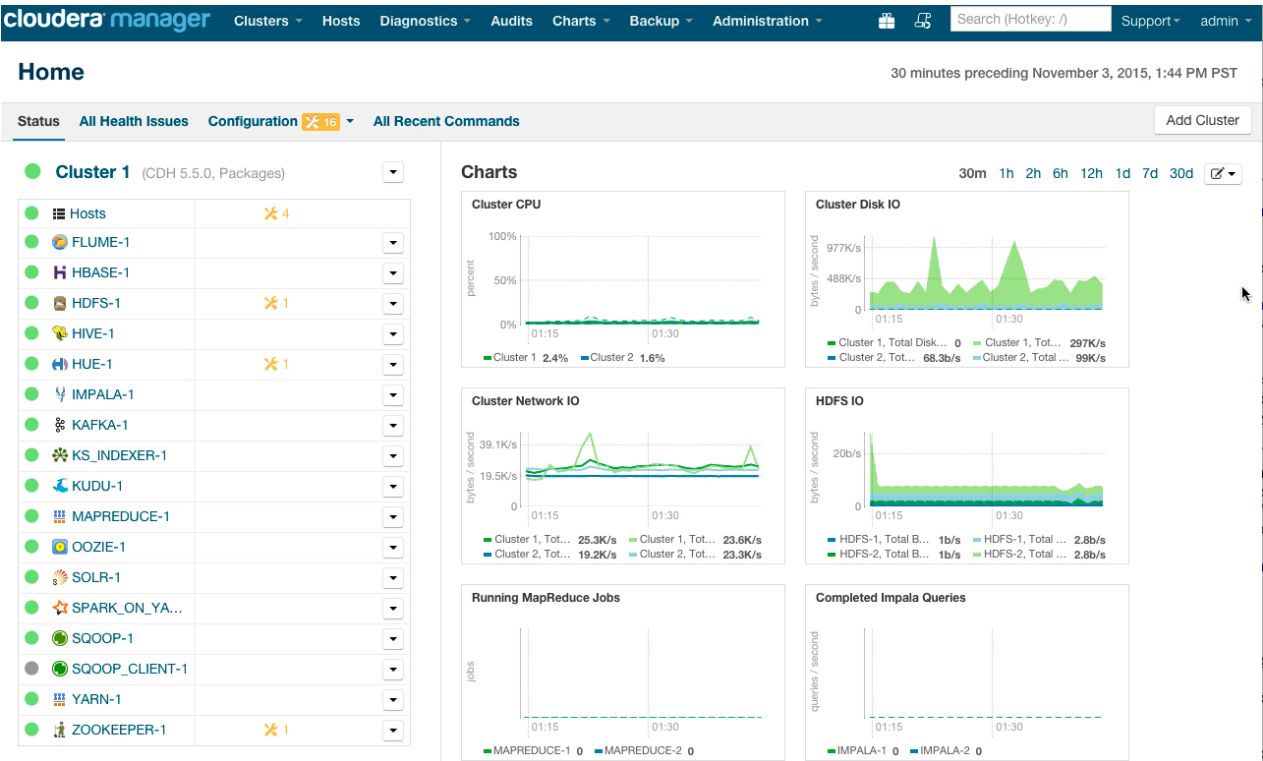 cloudera manager Clusters Hosts Diagnostics Audits Charts Backup Administration Search (Hotkey: /) Support admin
Home
30 minutes preceding November 3, 2015, 1:44 PM PST
Status All Health Issues Configuration 16 All Recent Commands Add Cluster
Cluster 1 (CDH 5.5.0, Packages)
Hosts 4
FLUME-1
HBASE-1
HDFS-1 1
HIVE-1
HUE-1 1
IMPALA-1
KAFKA-1
KS_INDEXER-1
KUDU-1
MAPREDUCE-1
OOZIE-1
SOLR-1
SPARK_ON_YA...
SQOOP-1
SQOOP_CLIENT-1
YARN-1
ZOOKEEPER-1 1
Charts 30m 1h 2h 6h 12h 1d 7d 30d
Cluster CPU
percent
100%
50%
0%
01:15 01:30
Cluster 1 2.4% Cluster 2 1.6%
Cluster Disk IO
bytes / second
977K/s
488K/s
0
01:15 01:30
Cluster 1, Total Disk... 0 Cluster 1, Tot... 297K/s
Cluster 2, Tot... 68.3b/s Cluster 2, Total ... 99K/s
Cluster Network IO
bytes / second
39.1K/s
19.5K/s
0
01:15 01:30
Cluster 1, Tot... 25.3K/s Cluster 1, Tot... 23.6K/s
Cluster 2, Tot... 19.2K/s Cluster 2, Tot... 23.3K/s
HDFS IO
bytes / second
20b/s
0
01:15 01:30
HDFS-1, Total B... 1b/s HDFS-1, Total ... 2.8b/s
HDFS-2, Total B... 1b/s HDFS-2, Total ... 2.8b/s
Running MapReduce Jobs
jobs
01:15 01:30
MAPREDUCE-1 0 MAPREDUCE-2 0
Completed Impala Queries
queries / second
01:15 01:30
IMPALA-1 0 IMPALA-2 0